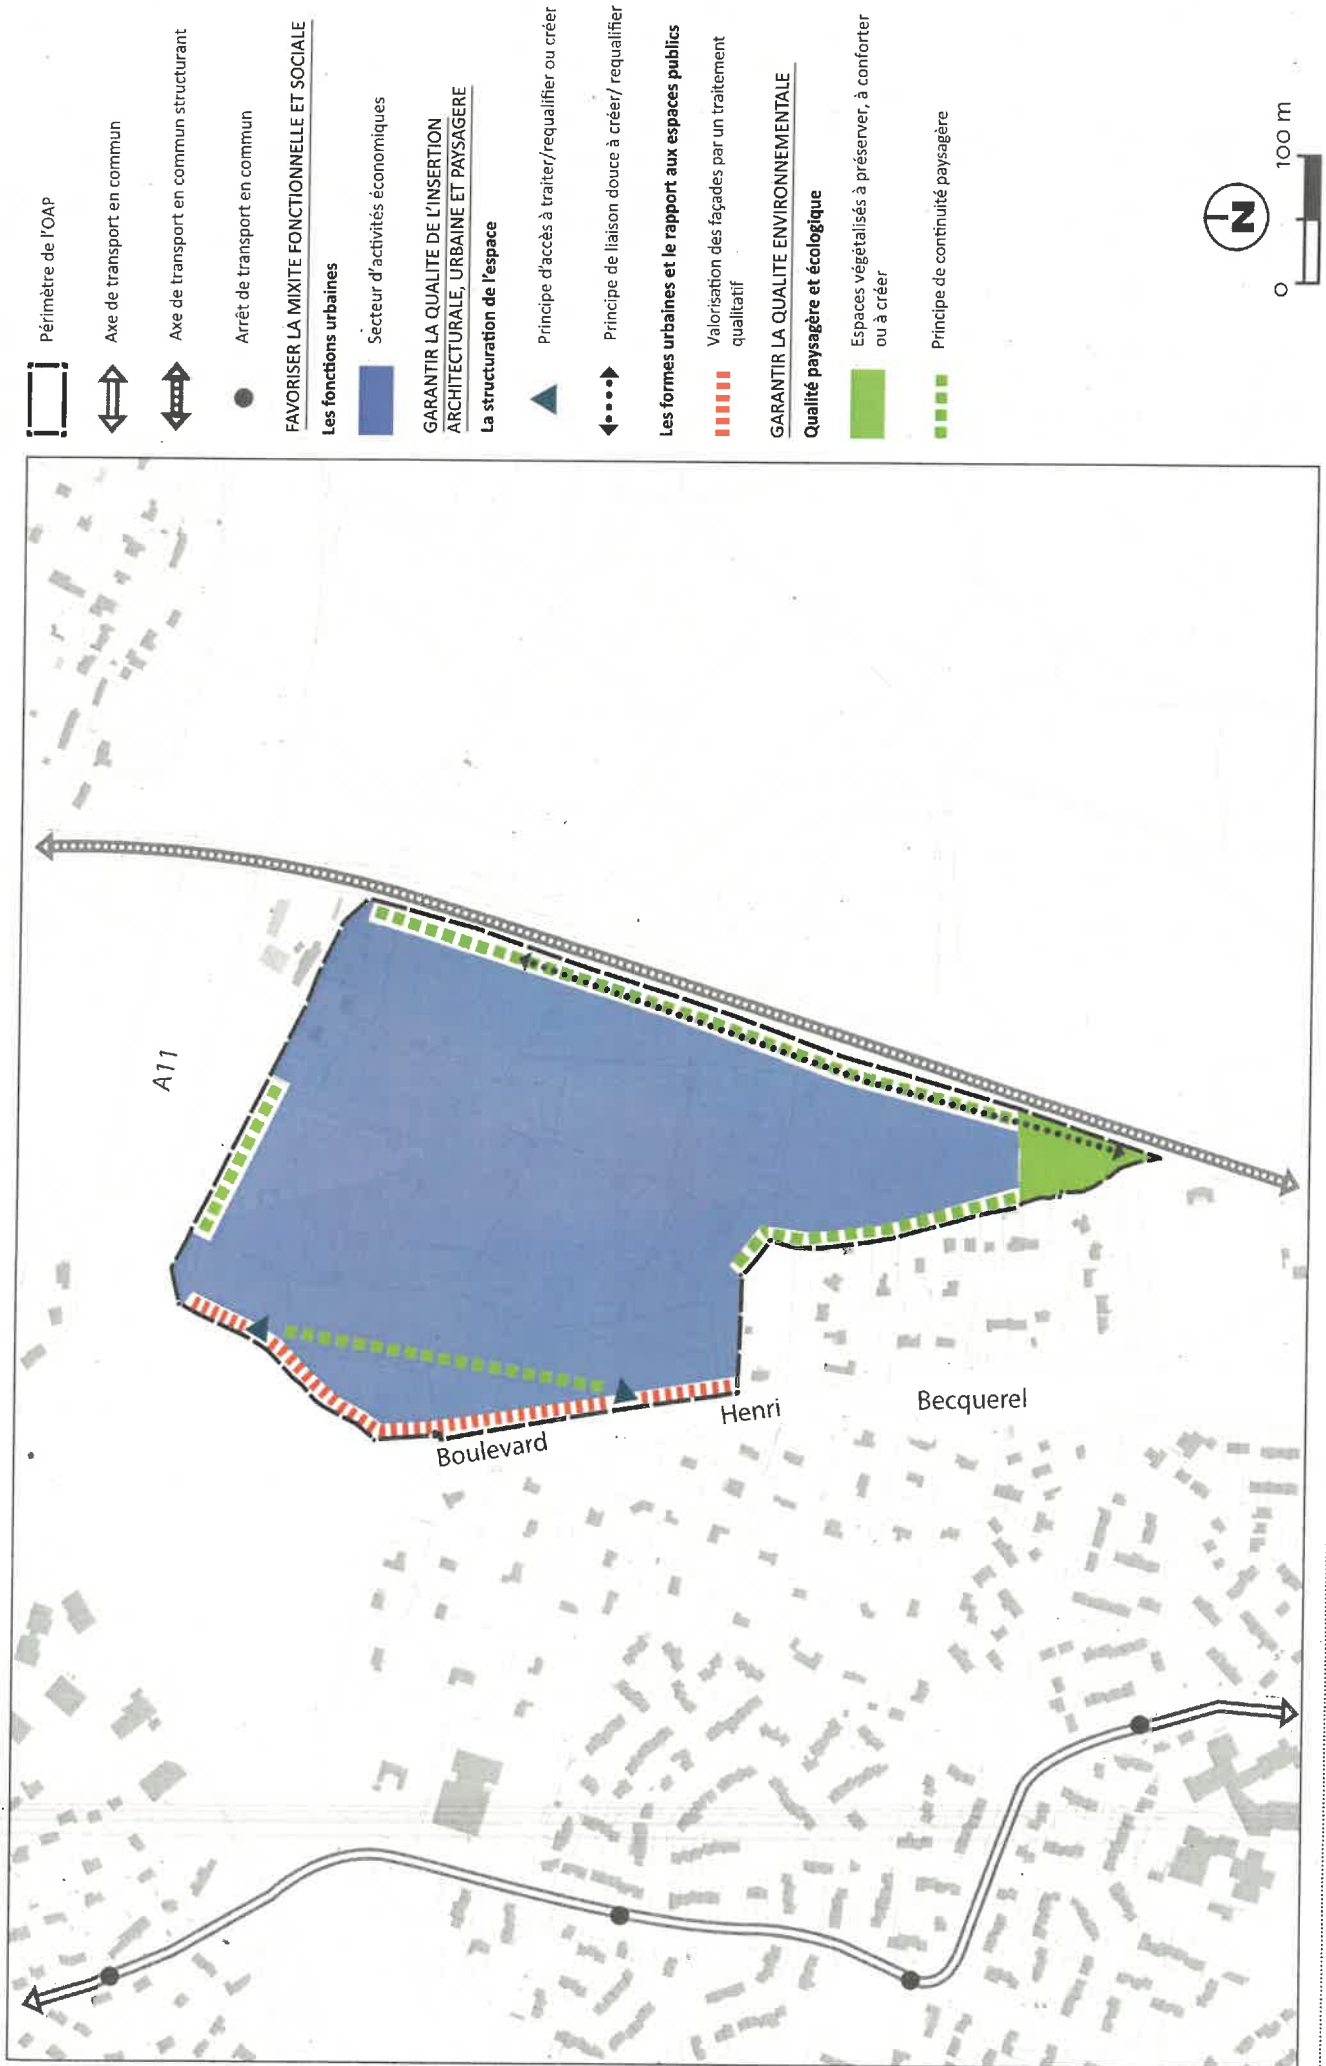 Périmètre de l'OAP
Axe de transport en commun
Axe de transport en commun structurant
Arrêt de transport en commun
FAVORISER LA MIXITE FONCTIONNELLE ET SOCIALE
Les fonctions urbaines
Secteur d'activités économiques
GARANTIR LA QUALITE DE L'INSERTION
ARCHITECTURALE, URBAINE ET PAYSAGERE
La structuration de l'espace
Principe d'accès à traiter/requalifier ou créer
Principe de liaison douce à créer/ requalifier
Les formes urbaines et le rapport aux espaces publics
Valorisation des façades par un traitement
qualitatif
GARANTIR LA QUALITE ENVIRONNEMENTALE
Qualité paysagère et écologique
Espaces végétalisés à préserver, à conforter
ou à créer
Principe de continuité paysagère
N
0 100 m
A11
Boulevard
Henri
Becquerel